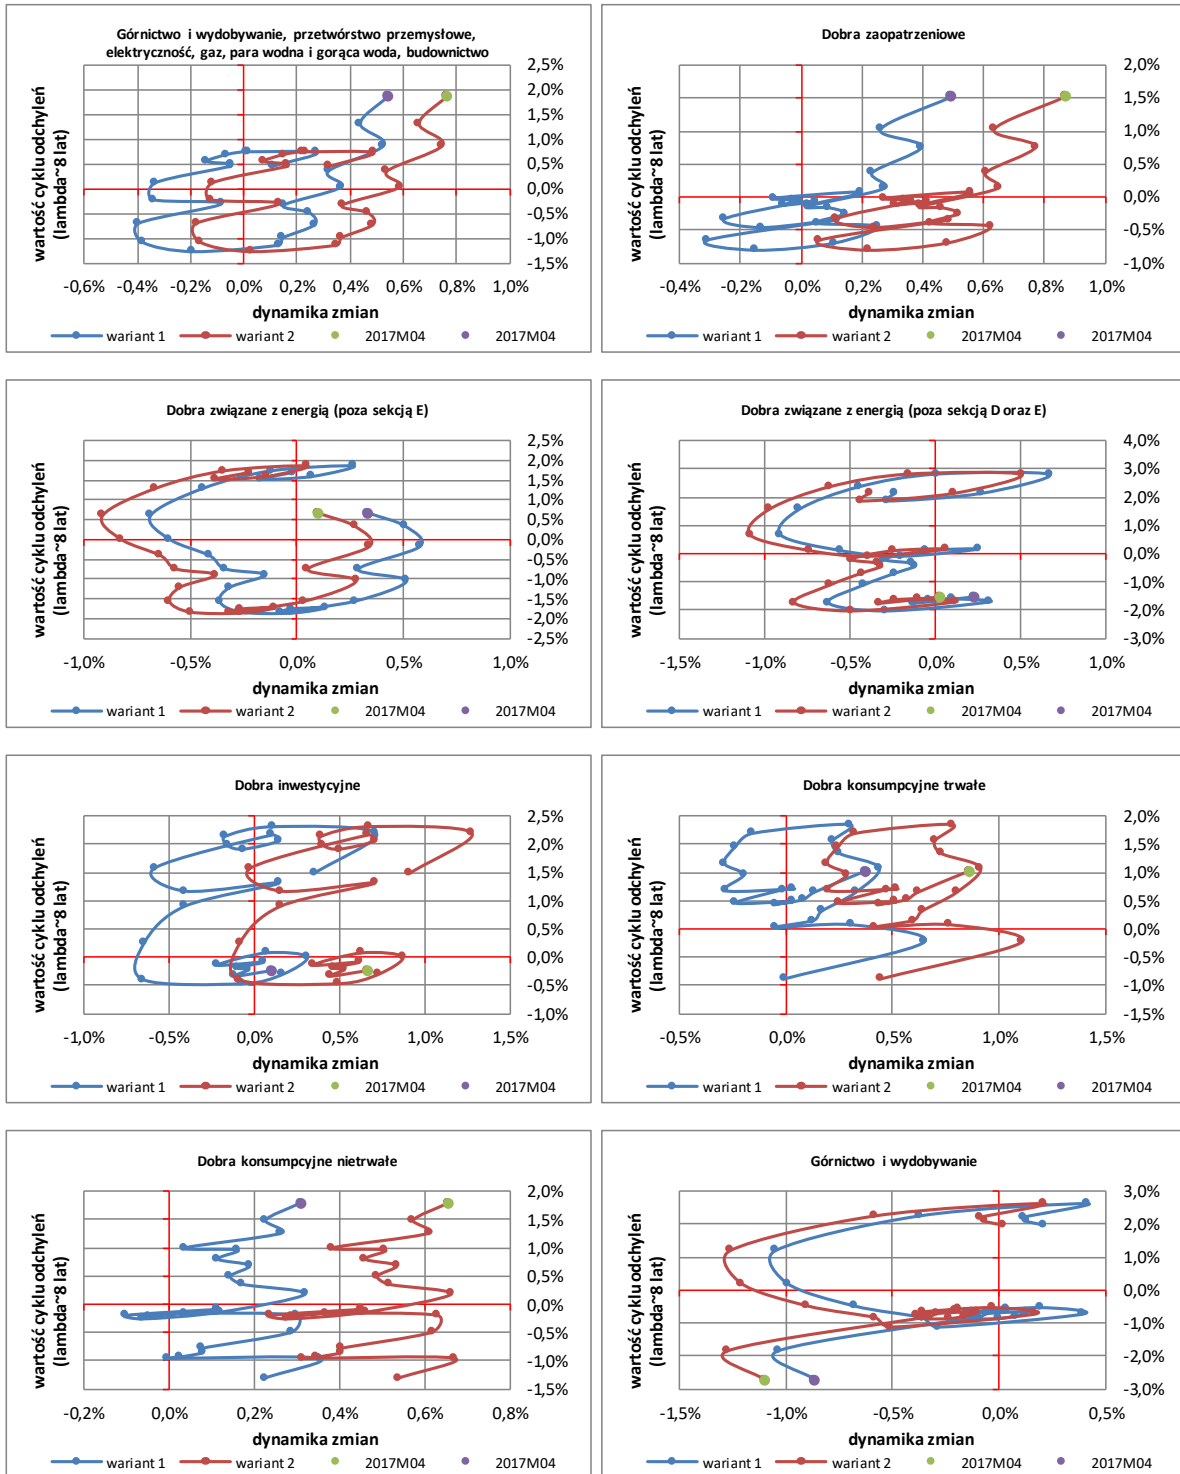 Górnictwo i wydobywanie, przetwórstwo przemysłowe,
elektryczność, gaz, para wodna i gorąca woda, budownictwo
2,5%
2,0%
1,5%
1,0%
0,5%
0,0%
-0,5%
-1,0%
-1,5%
wartość cyklu odchyleń
(lambda~8 lat)
-0,6% -0,4% -0,2% 0,0% 0,2% 0,4% 0,6% 0,8% 1,0%
dynamika zmian
wariant 1 wariant 2 2017M04 2017M04
Dobra zaopatrzeniowe
2,0%
1,5%
1,0%
0,5%
0,0%
-0,5%
-1,0%
wartość cyklu odchyleń
(lambda~8 lat)
-0,4% -0,2% 0,0% 0,2% 0,4% 0,6% 0,8% 1,0%
dynamika zmian
wariant 1 wariant 2 2017M04 2017M04
Dobra związane z energią (poza sekcją E)
2,5%
2,0%
1,5%
1,0%
0,5%
0,0%
-0,5%
-1,0%
-1,5%
-2,0%
-2,5%
wartość cyklu odchyleń
(lambda~8 lat)
-1,0% -0,5% 0,0% 0,5% 1,0%
dynamika zmian
wariant 1 wariant 2 2017M04 2017M04
Dobra związane z energią (poza sekcją D oraz E)
4,0%
3,0%
2,0%
1,0%
0,0%
-1,0%
-2,0%
-3,0%
wartość cyklu odchyleń
(lambda~8 lat)
-1,5% -1,0% -0,5% 0,0% 0,5% 1,0%
dynamika zmian
wariant 1 wariant 2 2017M04 2017M04
Dobra inwestycyjne
2,5%
2,0%
1,5%
1,0%
0,5%
0,0%
-0,5%
-1,0%
wartość cyklu odchyleń
(lambda~8 lat)
-1,0% -0,5% 0,0% 0,5% 1,0% 1,5%
dynamika zmian
wariant 1 wariant 2 2017M04 2017M04
Dobra konsumpcyjne trwałe
2,0%
1,5%
1,0%
0,5%
0,0%
-0,5%
-1,0%
-1,5%
wartość cyklu odchyleń
(lambda~8 lat)
-0,5% 0,0% 0,5% 1,0% 1,5%
dynamika zmian
wariant 1 wariant 2 2017M04 2017M04
Dobra konsumpcyjne nietrwałe
2,0%
1,5%
1,0%
0,5%
0,0%
-0,5%
-1,0%
-1,5%
wartość cyklu odchyleń
(lambda~8 lat)
-0,2% 0,0% 0,2% 0,4% 0,6% 0,8%
dynamika zmian
wariant 1 wariant 2 2017M04 2017M04
Górnictwo i wydobywanie
3,0%
2,0%
1,0%
0,0%
-1,0%
-2,0%
-3,0%
wartość cyklu odchyleń
(lambda~8 lat)
-1,5% -1,0% -0,5% 0,0% 0,5%
dynamika zmian
wariant 1 wariant 2 2017M04 2017M04